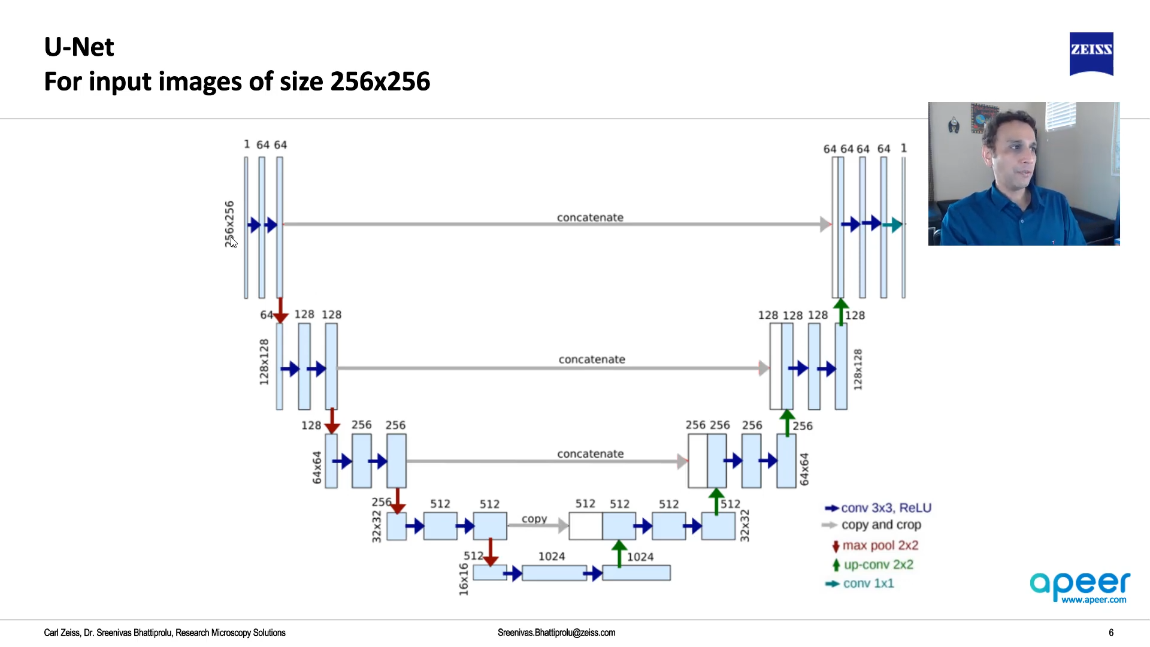 U-Net
For input images of size 256x256
ZEISS
1 64 64
64 64 64 64 1
256x256
concatenate
64 128 128
128 128 128 128
128x128
concatenate
128x128
128 256 256
256 256 256 256
64x64
concatenate
64x64
256 512 512
512 512 512 512
32x32
copy
32x32
512 1024 1024
16x16
conv 3x3, ReLU
copy and crop
max pool 2x2
up-conv 2x2
conv 1x1
apeer
www.apeer.com
Carl Zeiss, Dr. Sreenivas Bhattiprolu, Research Microscopy Solutions
Sreenivas.Bhattiprolu@zeiss.com
6